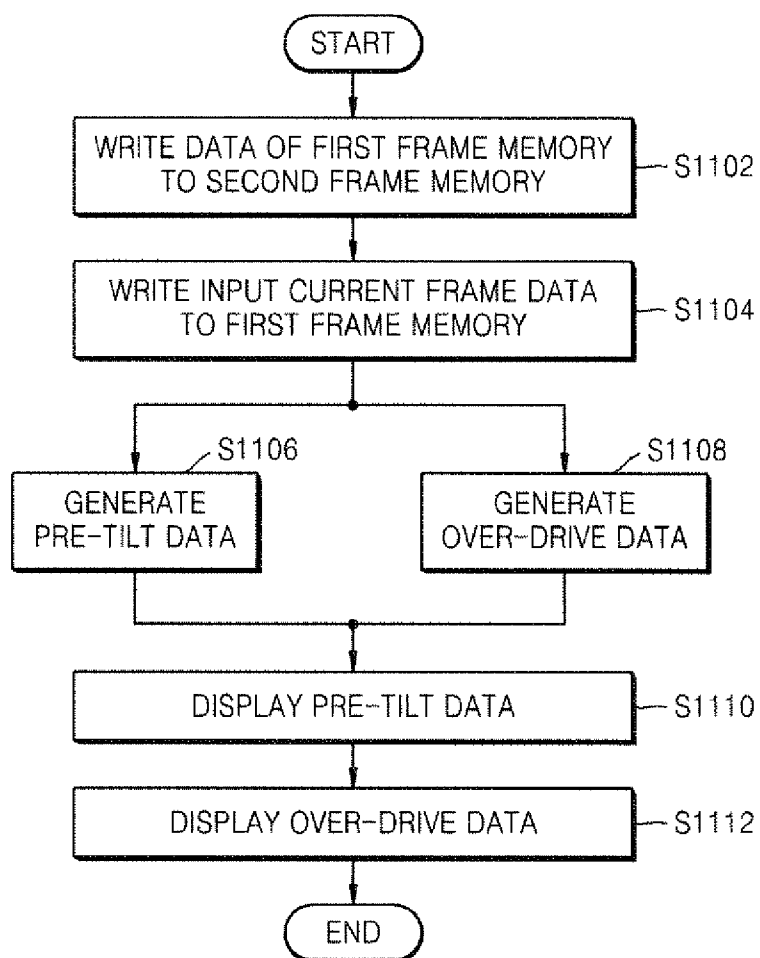 START
WRITE DATA OF FIRST FRAME MEMORY
TO SECOND FRAME MEMORY
S1102
WRITE INPUT CURRENT FRAME DATA
TO FIRST FRAME MEMORY
S1104
S1106
GENERATE
PRE-TILT DATA
S1108
GENERATE
OVER-DRIVE DATA
DISPLAY PRE-TILT DATA
S1110
DISPLAY OVER-DRIVE DATA
S1112
END